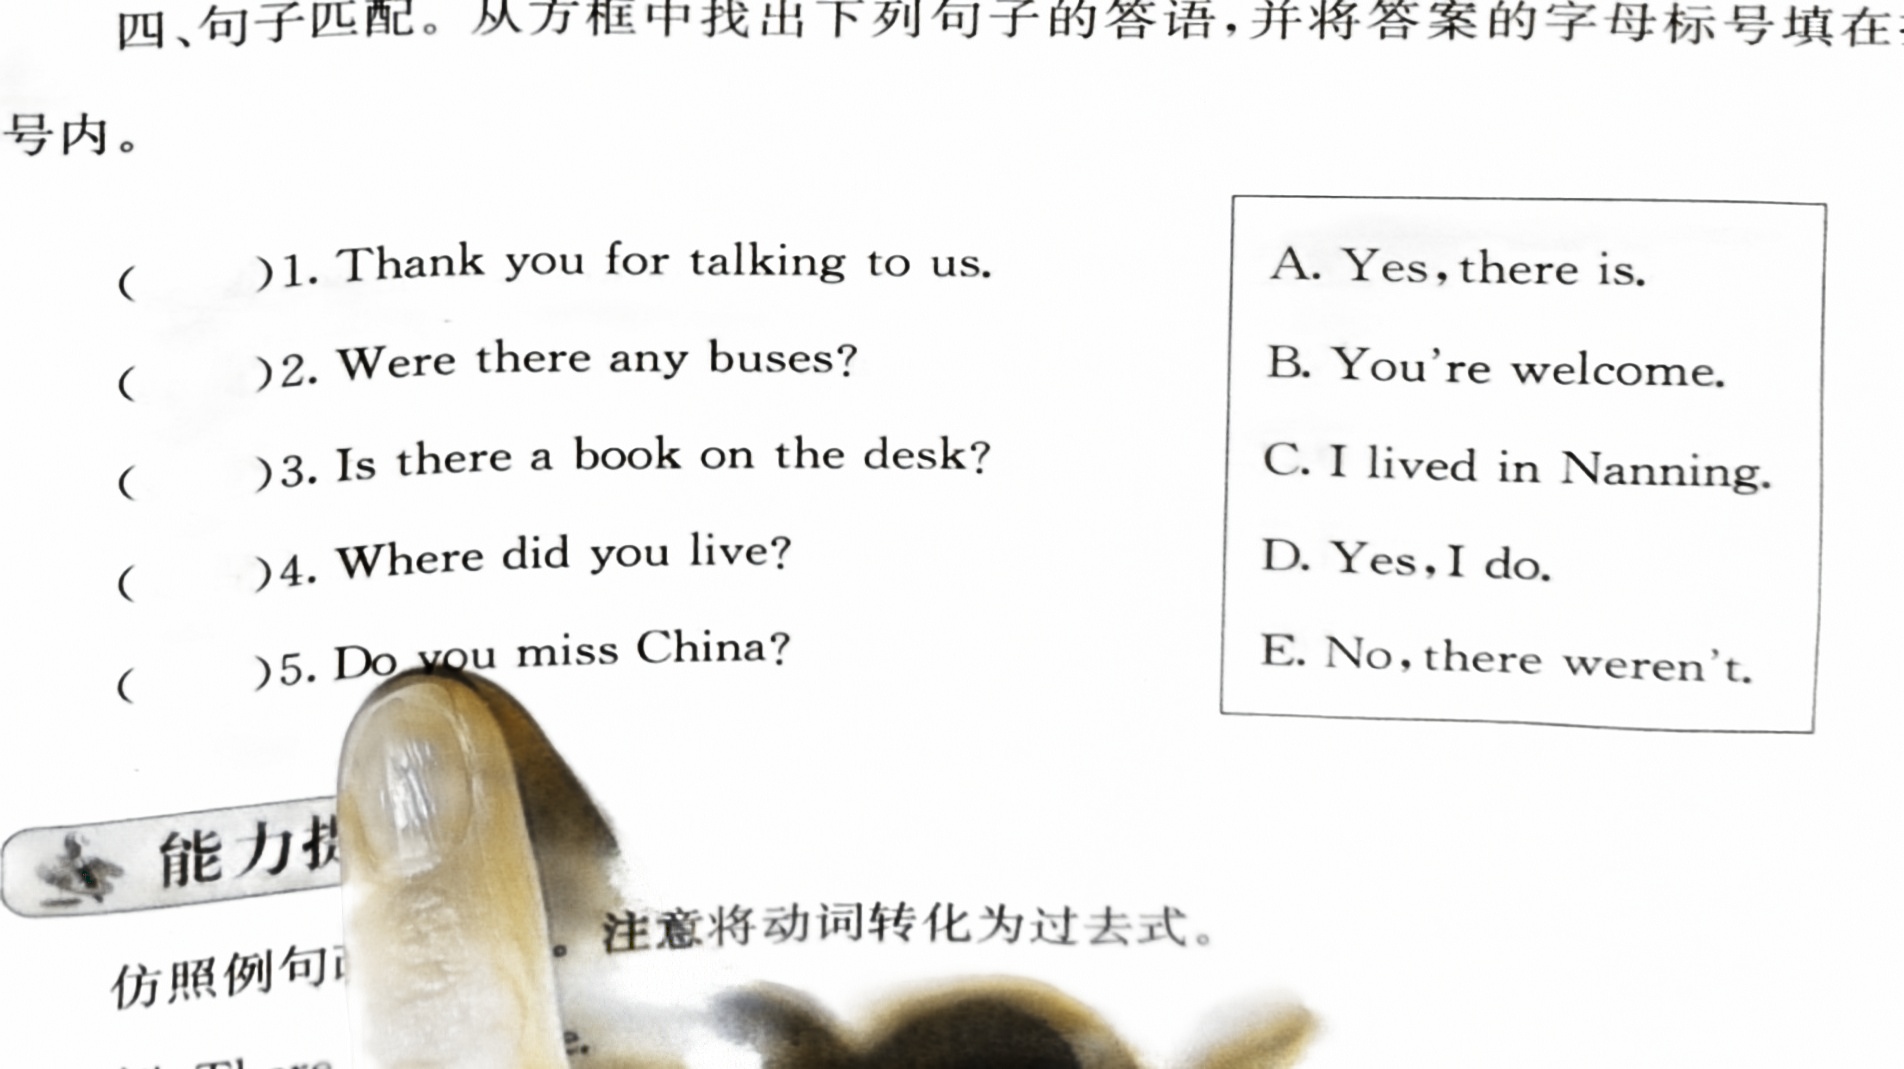 四、句子匹配。从方框中找出下列句子的答语,并将答案的字母标号填在
号内。
( )1. Thank you for talking to us.
( )2. Were there any buses?
( )3. Is there a book on the desk?
( )4. Where did you live?
( )5. Do you miss China?
A. Yes, there is.
B. You're welcome.
C. I lived in Nanning.
D. Yes, I do.
E. No, there weren't.
能力提
仿照例句 。注意将动词转化为过去式。